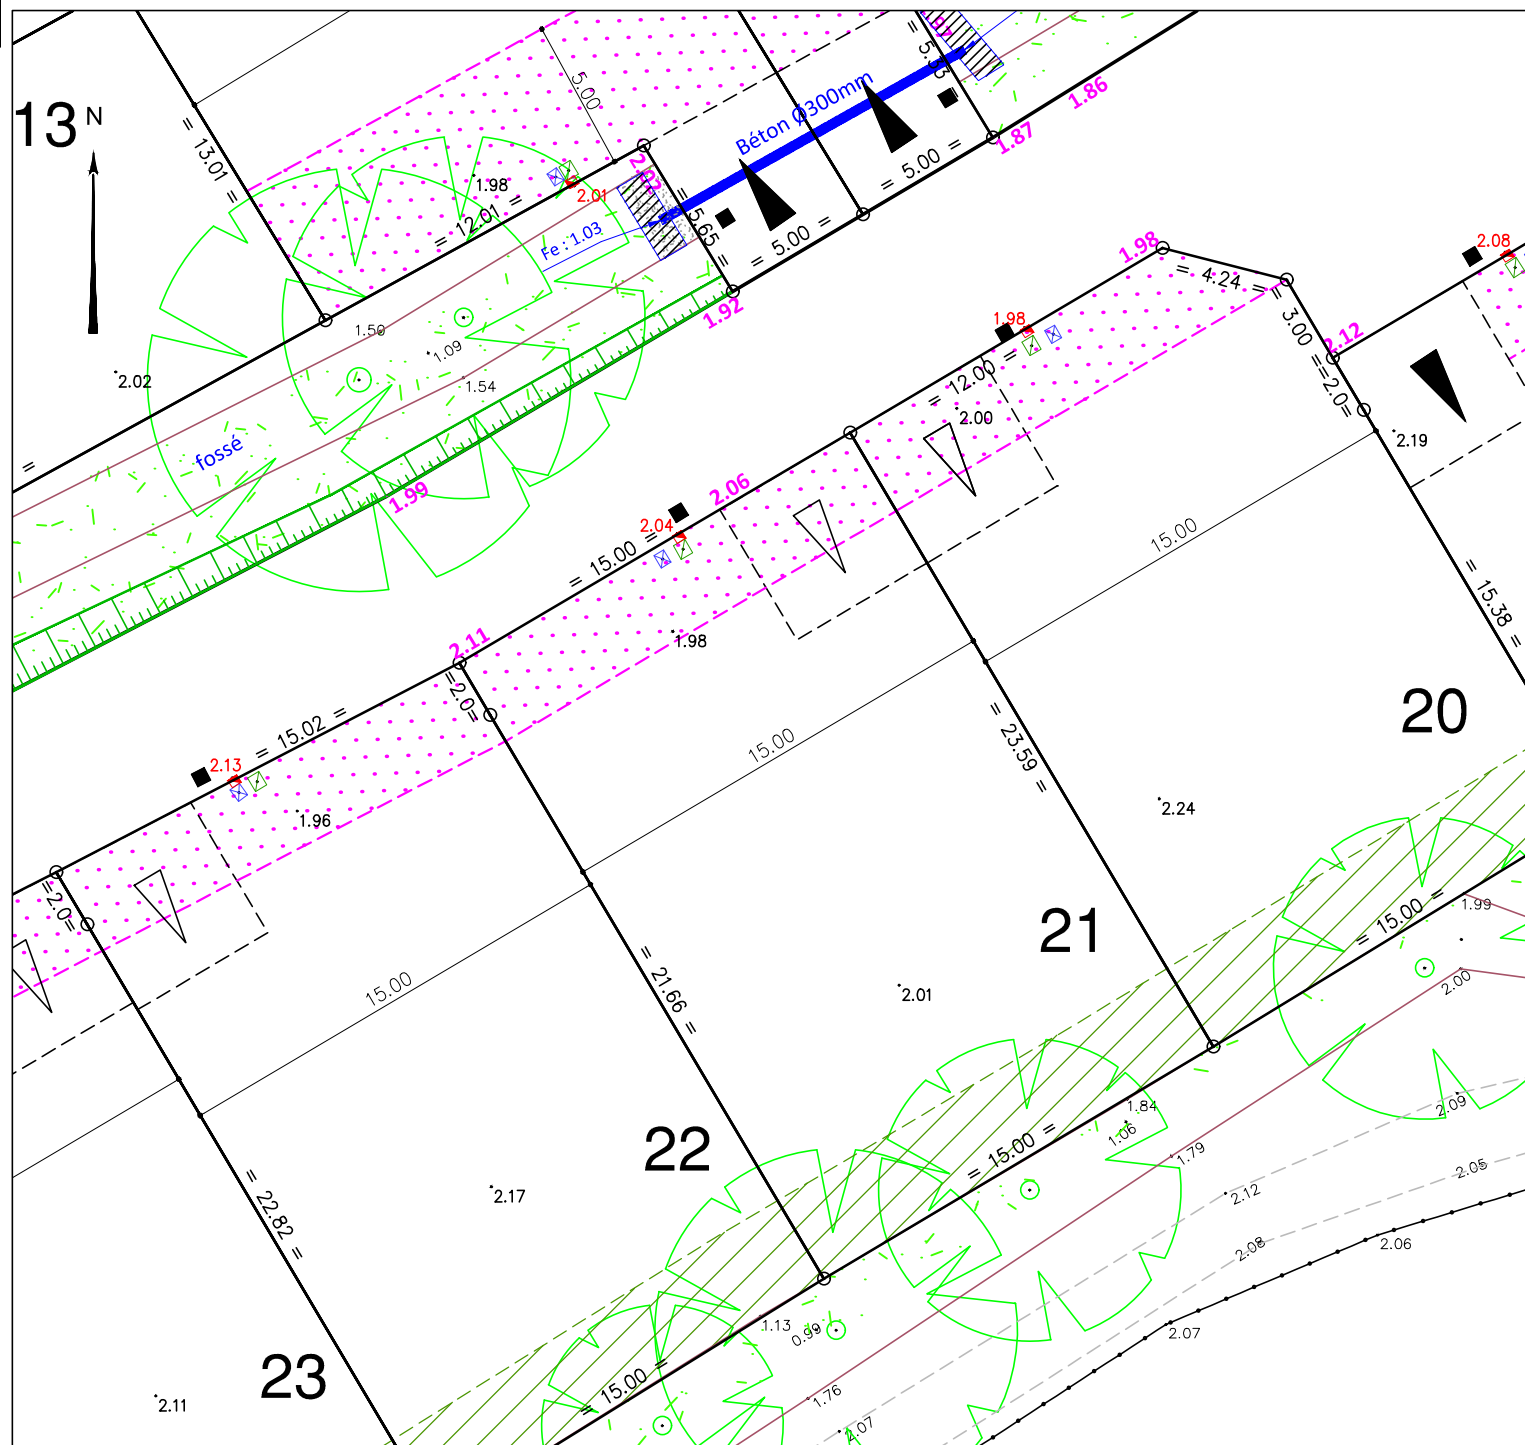 13
N
= 13.01 =
5.00
1.98
2.01
2.02
= 12.01 =
Béton Ø300mm
= 5.53 =
1.86
1.87
= 5.00 =
= 5.65 =
= 5.00 =
Fe : 1.03
1.92
1.50
1.09
1.54
2.02
=
fossé
1.99
1.98
= 4.24 =
= 3.00 =
2.08
2.12
=2.0=
2.19
1.98
= 12.00 =
2.00
2.06
2.04
= 15.00 =
15.00
= 15.38 =
1.98
2.11
=2.0=
= 15.02 =
2.13
1.96
15.00
= 23.59 =
20
2.24
=2.0=
21
= 15.00 =
1.99
2.00
15.00
= 21.66 =
2.01
2.09
1.84
1.06
= 15.00 =
1.79
2.05
2.12
22
2.17
2.08
2.06
= 22.82 =
2.07
1.13
0.99
23
= 15.00 =
1.76
2.11
2.07